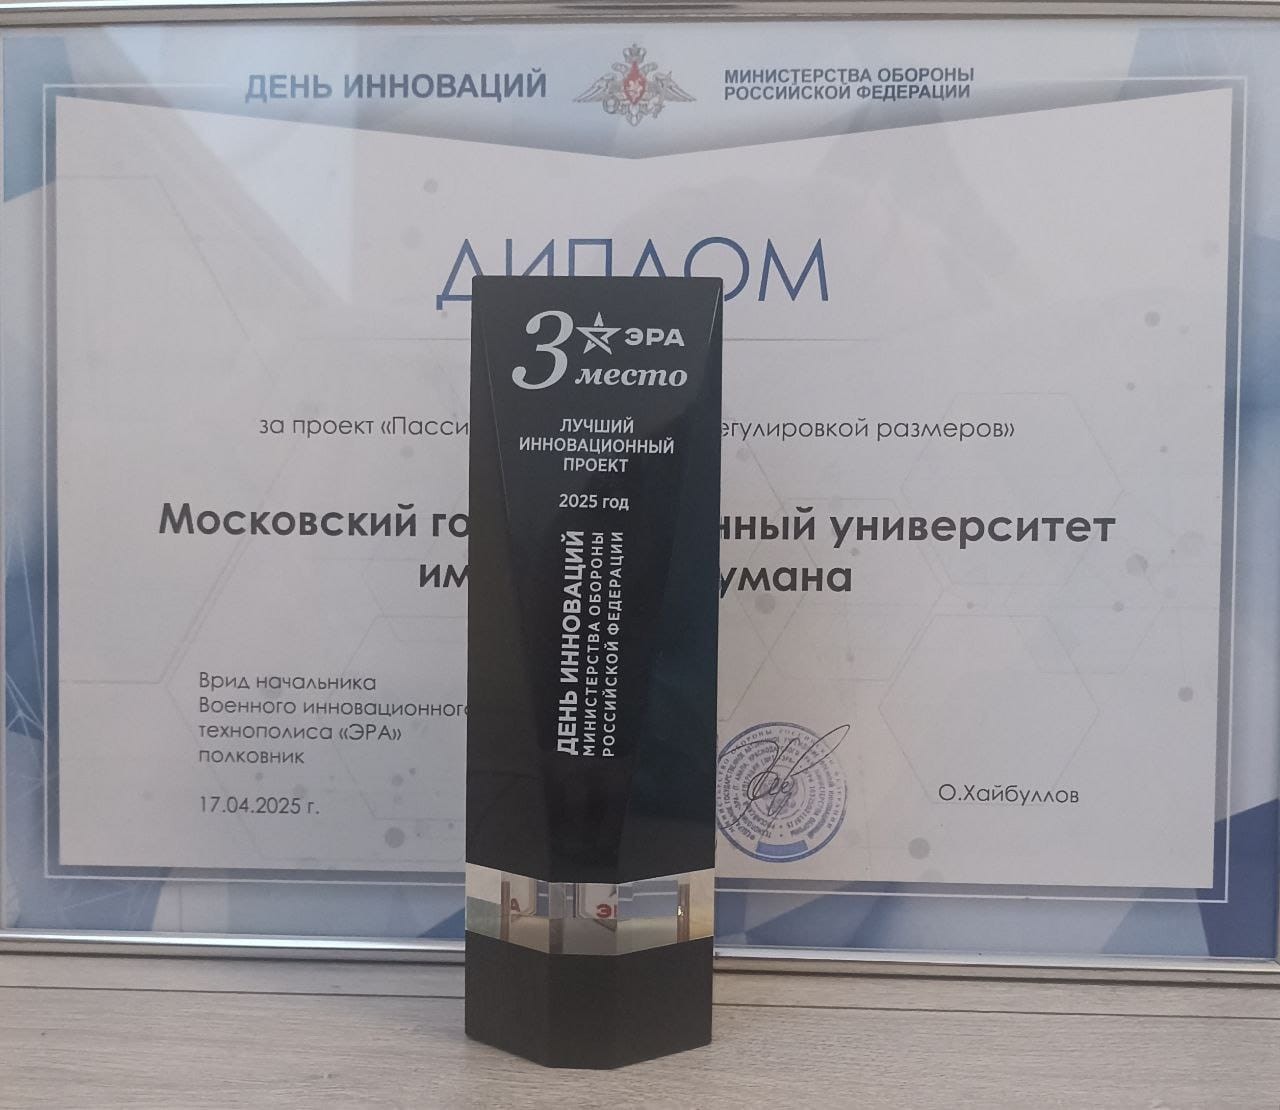 ДЕНЬ ИННОВАЦИЙ
МИНИСТЕРСТВА ОБОРОНЫ
РОССИЙСКОЙ ФЕДЕРАЦИИ
ДИПЛОМ
за проект «Пасси егулировкой размеров»
Московский го нный университет
им умана
Врид начальника
Военного инновационног
технополиса «ЭРА»
полковник
17.04.2025 г.
О.Хайбуллов
3 ЭРА
место
ЛУЧШИЙ
ИННОВАЦИОННЫЙ
ПРОЕКТ
2025 год
ДЕНЬ ИННОВАЦИЙ
МИНИСТЕРСТВА ОБОРОНЫ
РОССИЙСКОЙ ФЕДЕРАЦИИ